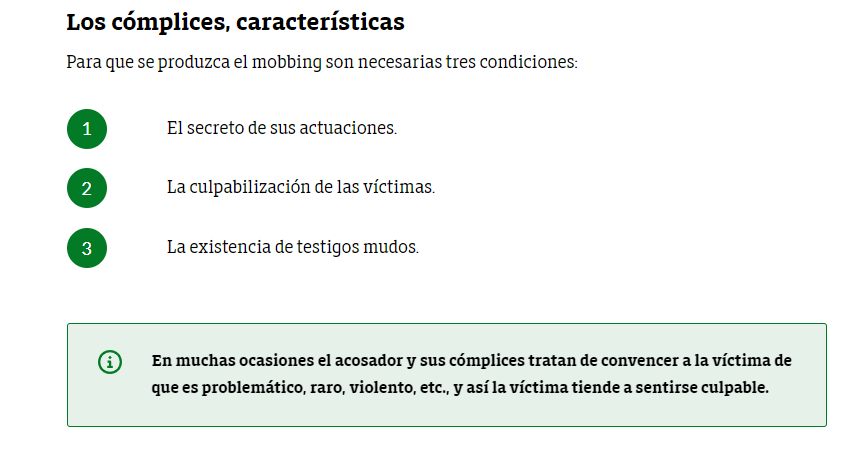 Los cómplices, características
Para que se produzca el mobbing son necesarias tres condiciones:
1 El secreto de sus actuaciones.
2 La culpabilización de las víctimas.
3 La existencia de testigos mudos.
En muchas ocasiones el acosador y sus cómplices tratan de convencer a la víctima de
que es problemático, raro, violento, etc., y así la víctima tiende a sentirse culpable.